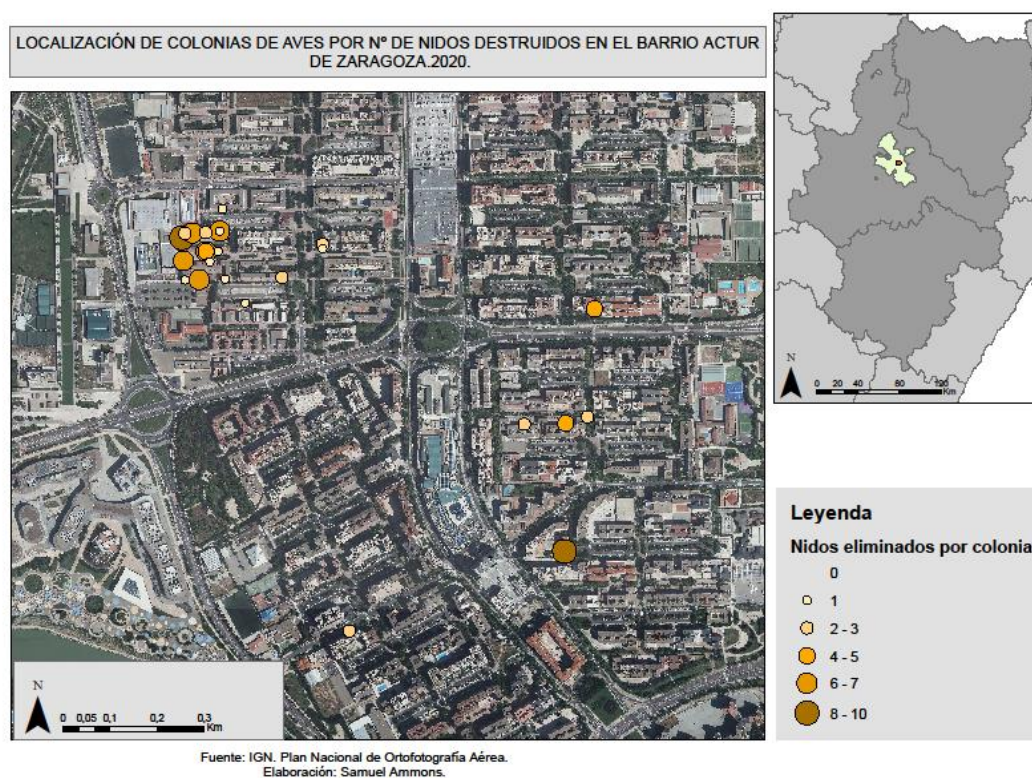 LOCALIZACIÓN DE COLONIAS DE AVES POR Nº DE NIDOS DESTRUIDOS EN EL BARRIO ACTUR
DE ZARAGOZA.2020.
N
0 20 40 80 120
Km
Leyenda
Nidos eliminados por colonia
0
1
2 - 3
4 - 5
6 - 7
8 - 10
N
0 0,05 0,1 0,2 0,3
Km
Fuente: IGN. Plan Nacional de Ortofotografía Aérea.
Elaboración: Samuel Ammons.